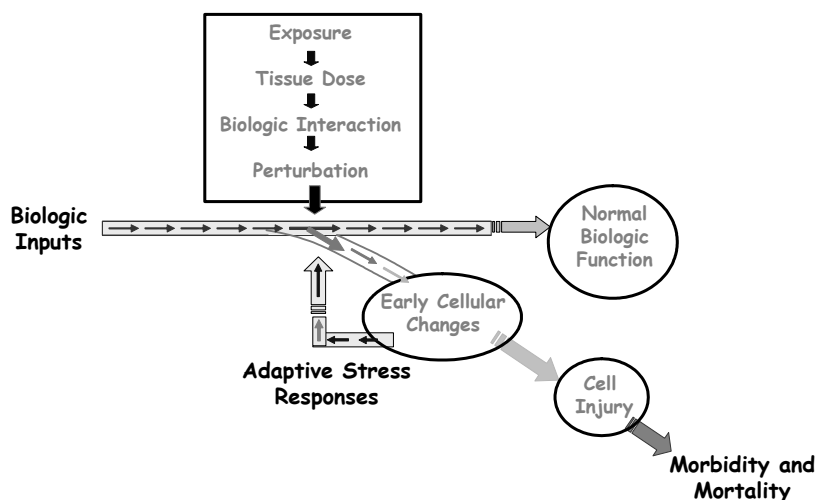 Exposure
Tissue Dose
Biologic Interaction
Perturbation
Biologic
Inputs
Normal
Biologic
Function
Early Cellular
Changes
Adaptive Stress
Responses
Cell
Injury
Morbidity and
Mortality